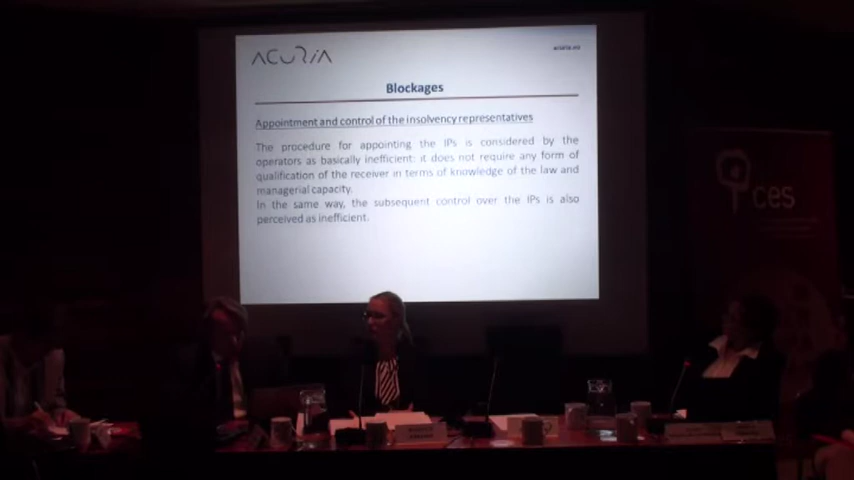 ACURIA
acuria.eu
Blockages
Appointment and control of the insolvency representatives
The procedure for appointing the IPs is considered by the
operators as basically inefficient: it does not require any form of
qualification of the receiver in terms of knowledge of the law and
managerial capacity.
In the same way, the subsequent control over the IPs is also
perceived as inefficient.
ces